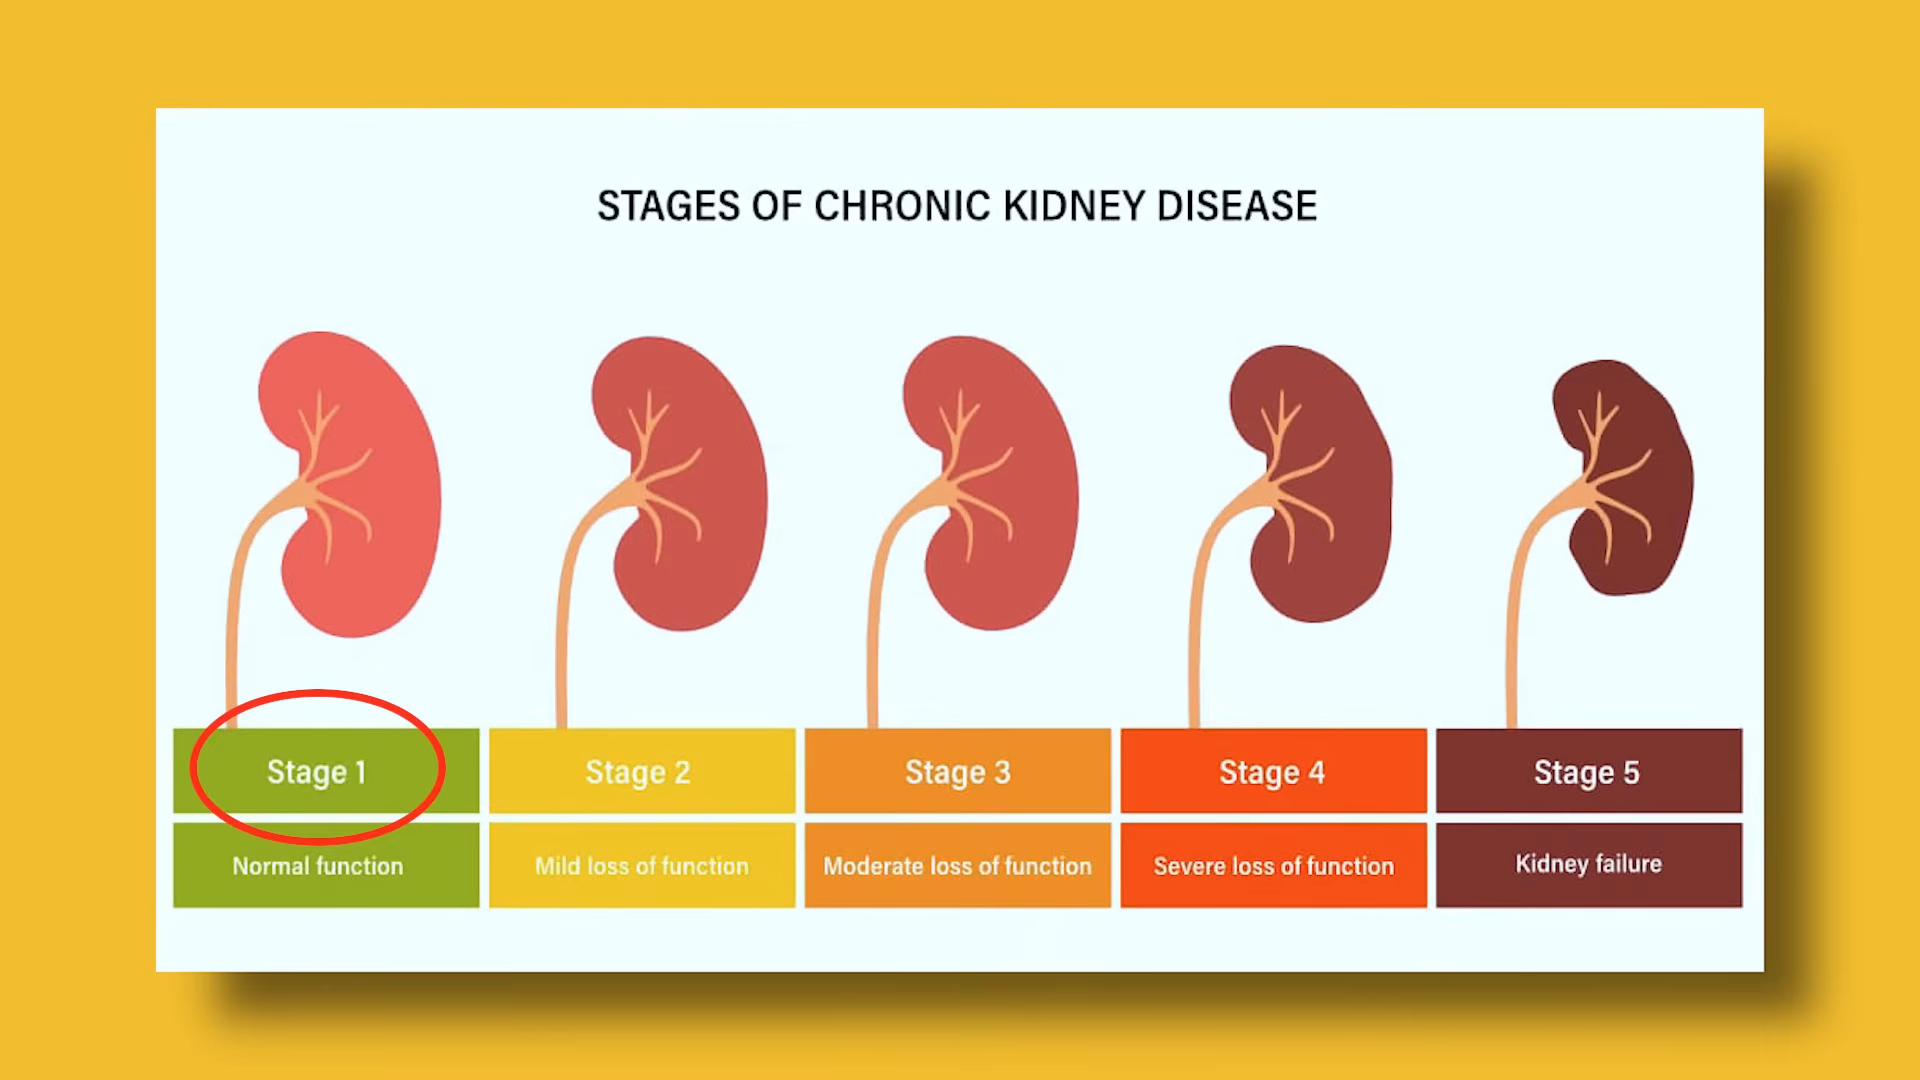 STAGES OF CHRONIC KIDNEY DISEASE
Stage 1
Stage 2
Stage 3
Stage 4
Stage 5
Normal function
Mild loss of function
Moderate loss of function
Severe loss of function
Kidney failure